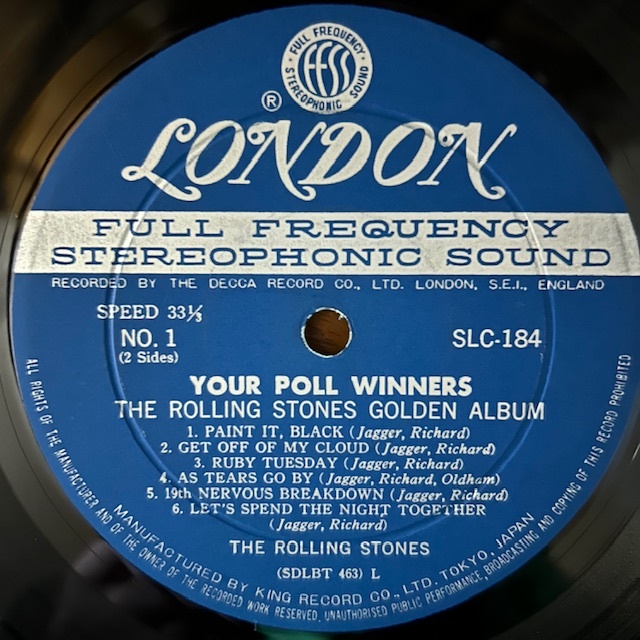 FULL FREQUENCY
ffss
STEREOPHONIC SOUND
®
LONDON
FULL FREQUENCY
STEREOPHONIC SOUND
RECORDED BY THE DECCA RECORD CO., LTD. LONDON, S.E.I., ENGLAND
SPEED 33⅓
NO. 1
(2 Sides)
SLC-184
YOUR POLL WINNERS
THE ROLLING STONES GOLDEN ALBUM
1. PAINT IT, BLACK (Jagger, Richard)
2. GET OFF OF MY CLOUD (Jagger, Richard)
3. RUBY TUESDAY (Jagger, Richard)
4. AS TEARS GO BY (Jagger, Richard, Oldham)
5. 19th NERVOUS BREAKDOWN (Jagger, Richard)
6. LET'S SPEND THE NIGHT TOGETHER
(Jagger, Richard)
THE ROLLING STONES
(SDLBT 463) L
MANUFACTURED BY KING RECORD CO., LTD. TOKYO, JAPAN
ALL RIGHTS OF THE MANUFACTURER AND OF THE OWNER OF THE RECORDED WORK RESERVED. UNAUTHORISED PUBLIC PERFORMANCE, BROADCASTING AND COPYING OF THIS RECORD PROHIBITED